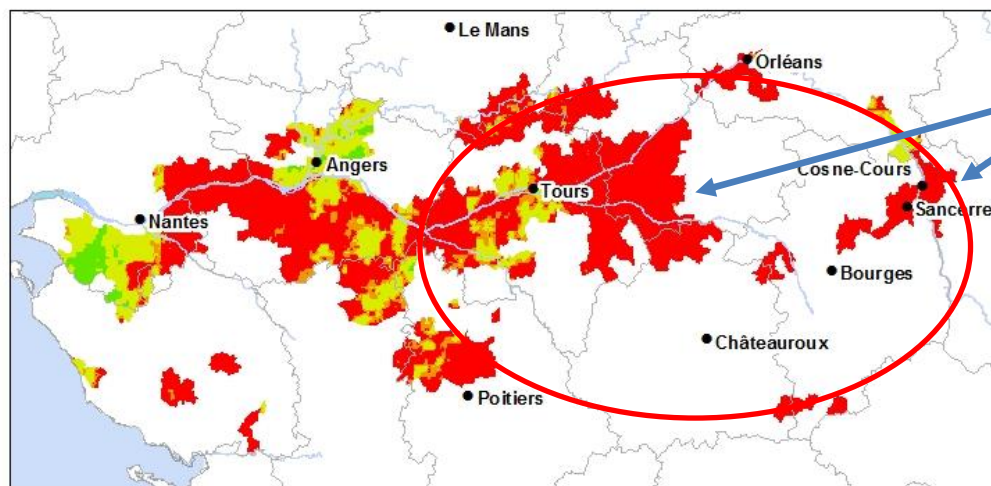 Le Mans
Orléans
Angers
Cosne-Cours
Tours
Nantes
Sancerre
Bourges
Châteauroux
Poitiers